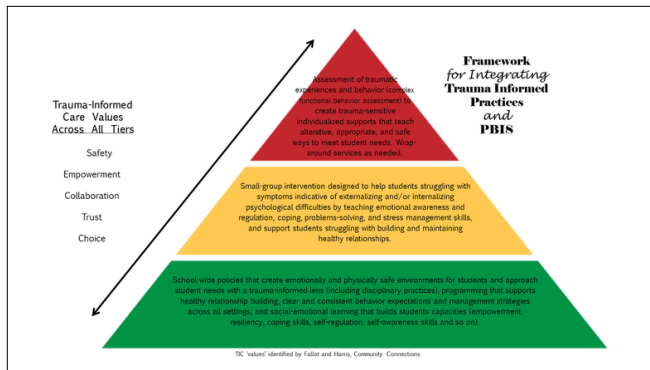 Framework
for Integrating
Trauma Informed
Practices
and
PBIS
Trauma-Informed
Care Values
Across All Tiers
Safety
Empowerment
Collaboration
Trust
Choice
Assessment of traumatic
experiences and behavior (complex
functional behavior assessment) to
create trauma-sensitive
individualized supports that teach
alterative, appropriate, and safe
ways to meet student needs. Wrap-
around services as needed.
Small-group intervention designed to help students struggling with
symptoms indicative of externalizing and/or internalizing
psychological difficulties by teaching emotional awareness and
regulation, coping, problems-solving, and stress management skills,
and support students struggling with building and maintaining
healthy relationships.
School-wide policies that create emotionally and physically safe environments for students and approach
student needs with a trauma-informed lens (including disciplinary practices), programming that supports
healthy relationship building, clear and consistent behavior expectations and management strategies
across all settings, and social-emotional learning that builds students capacities (empowerment,
resiliency, coping skills, self-regulation, self-awareness skills and so on).
TIC 'values' identified by Fallot and Harris, Community Connections